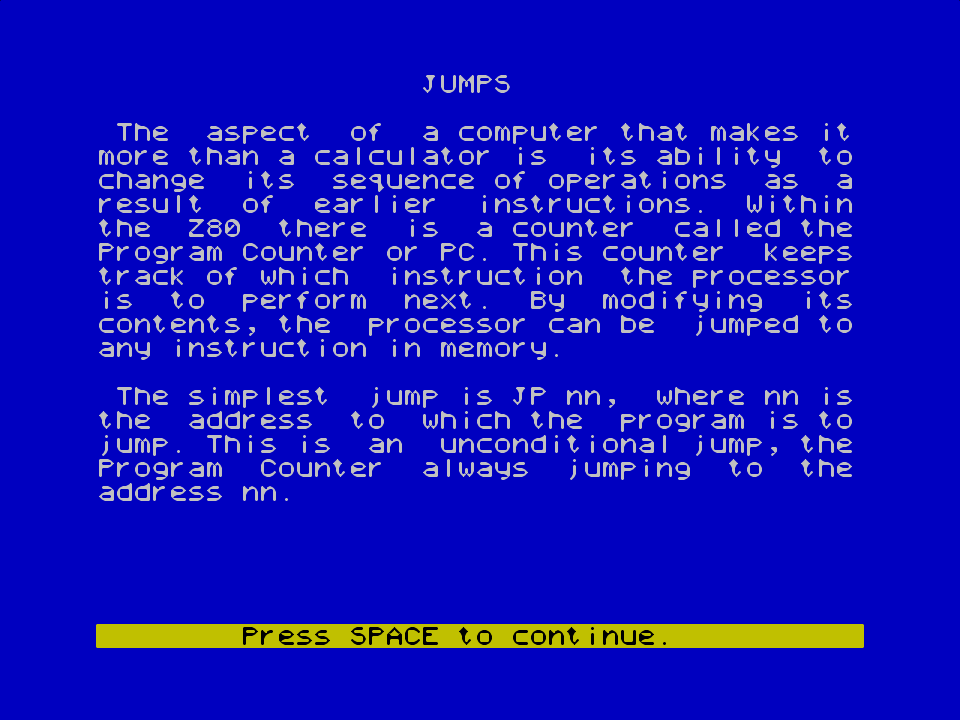 JUMPS
The aspect of a computer that makes it
more than a calculator is its ability to
change its sequence of operations as a
result of earlier instructions. Within
the Z80 there is a counter called the
Program Counter or PC. This counter keeps
track of which instruction the processor
is to perform next. By modifying its
contents, the processor can be jumped to
any instruction in memory.
The simplest jump is JP nn, where nn is
the address to which the program is to
jump. This is an unconditional jump, the
Program Counter always jumping to the
address nn.
Press SPACE to continue.